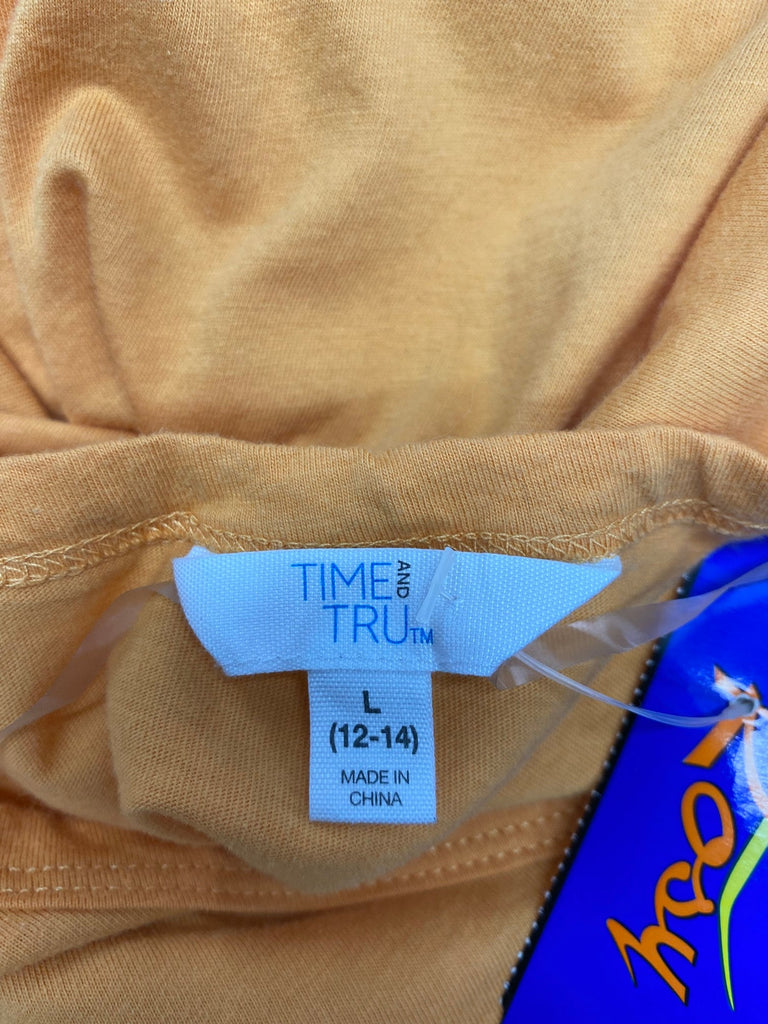 TIME AND
TRU TM
L
(12-14)
MADE IN
CHINA